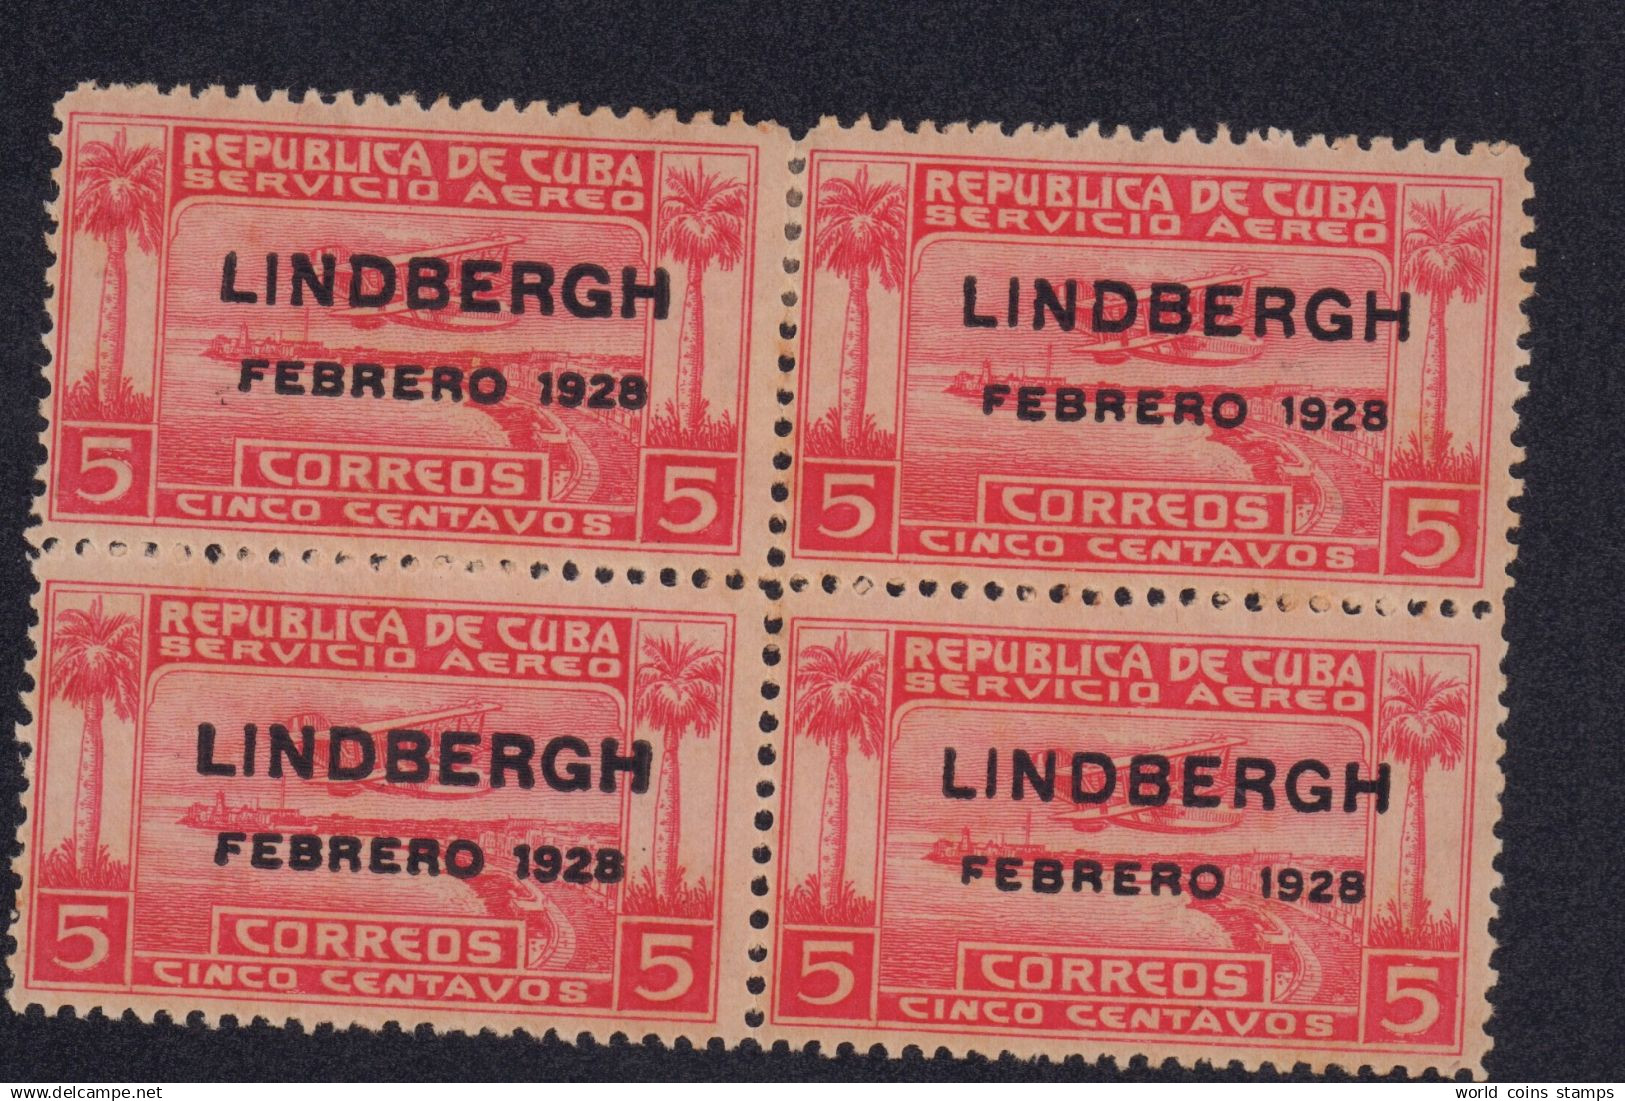 REPUBLICA DE CUBA
SERVICIO AEREO
LINDBERGH
FEBRERO 1928
5 CORREOS 5
CINCO CENTAVOS
REPUBLICA DE CUBA
SERVICIO AEREO
LINDBERGH
FEBRERO 1928
5 CORREOS 5
CINCO CENTAVOS
REPUBLICA DE CUBA
SERVICIO AEREO
LINDBERGH
FEBRERO 1928
5 CORREOS 5
CINCO CENTAVOS
REPUBLICA DE CUBA
SERVICIO AEREO
LINDBERGH
FEBRERO 1928
5 CORREOS 5
CINCO CENTAVOS
delcampe.net
world coins stamps